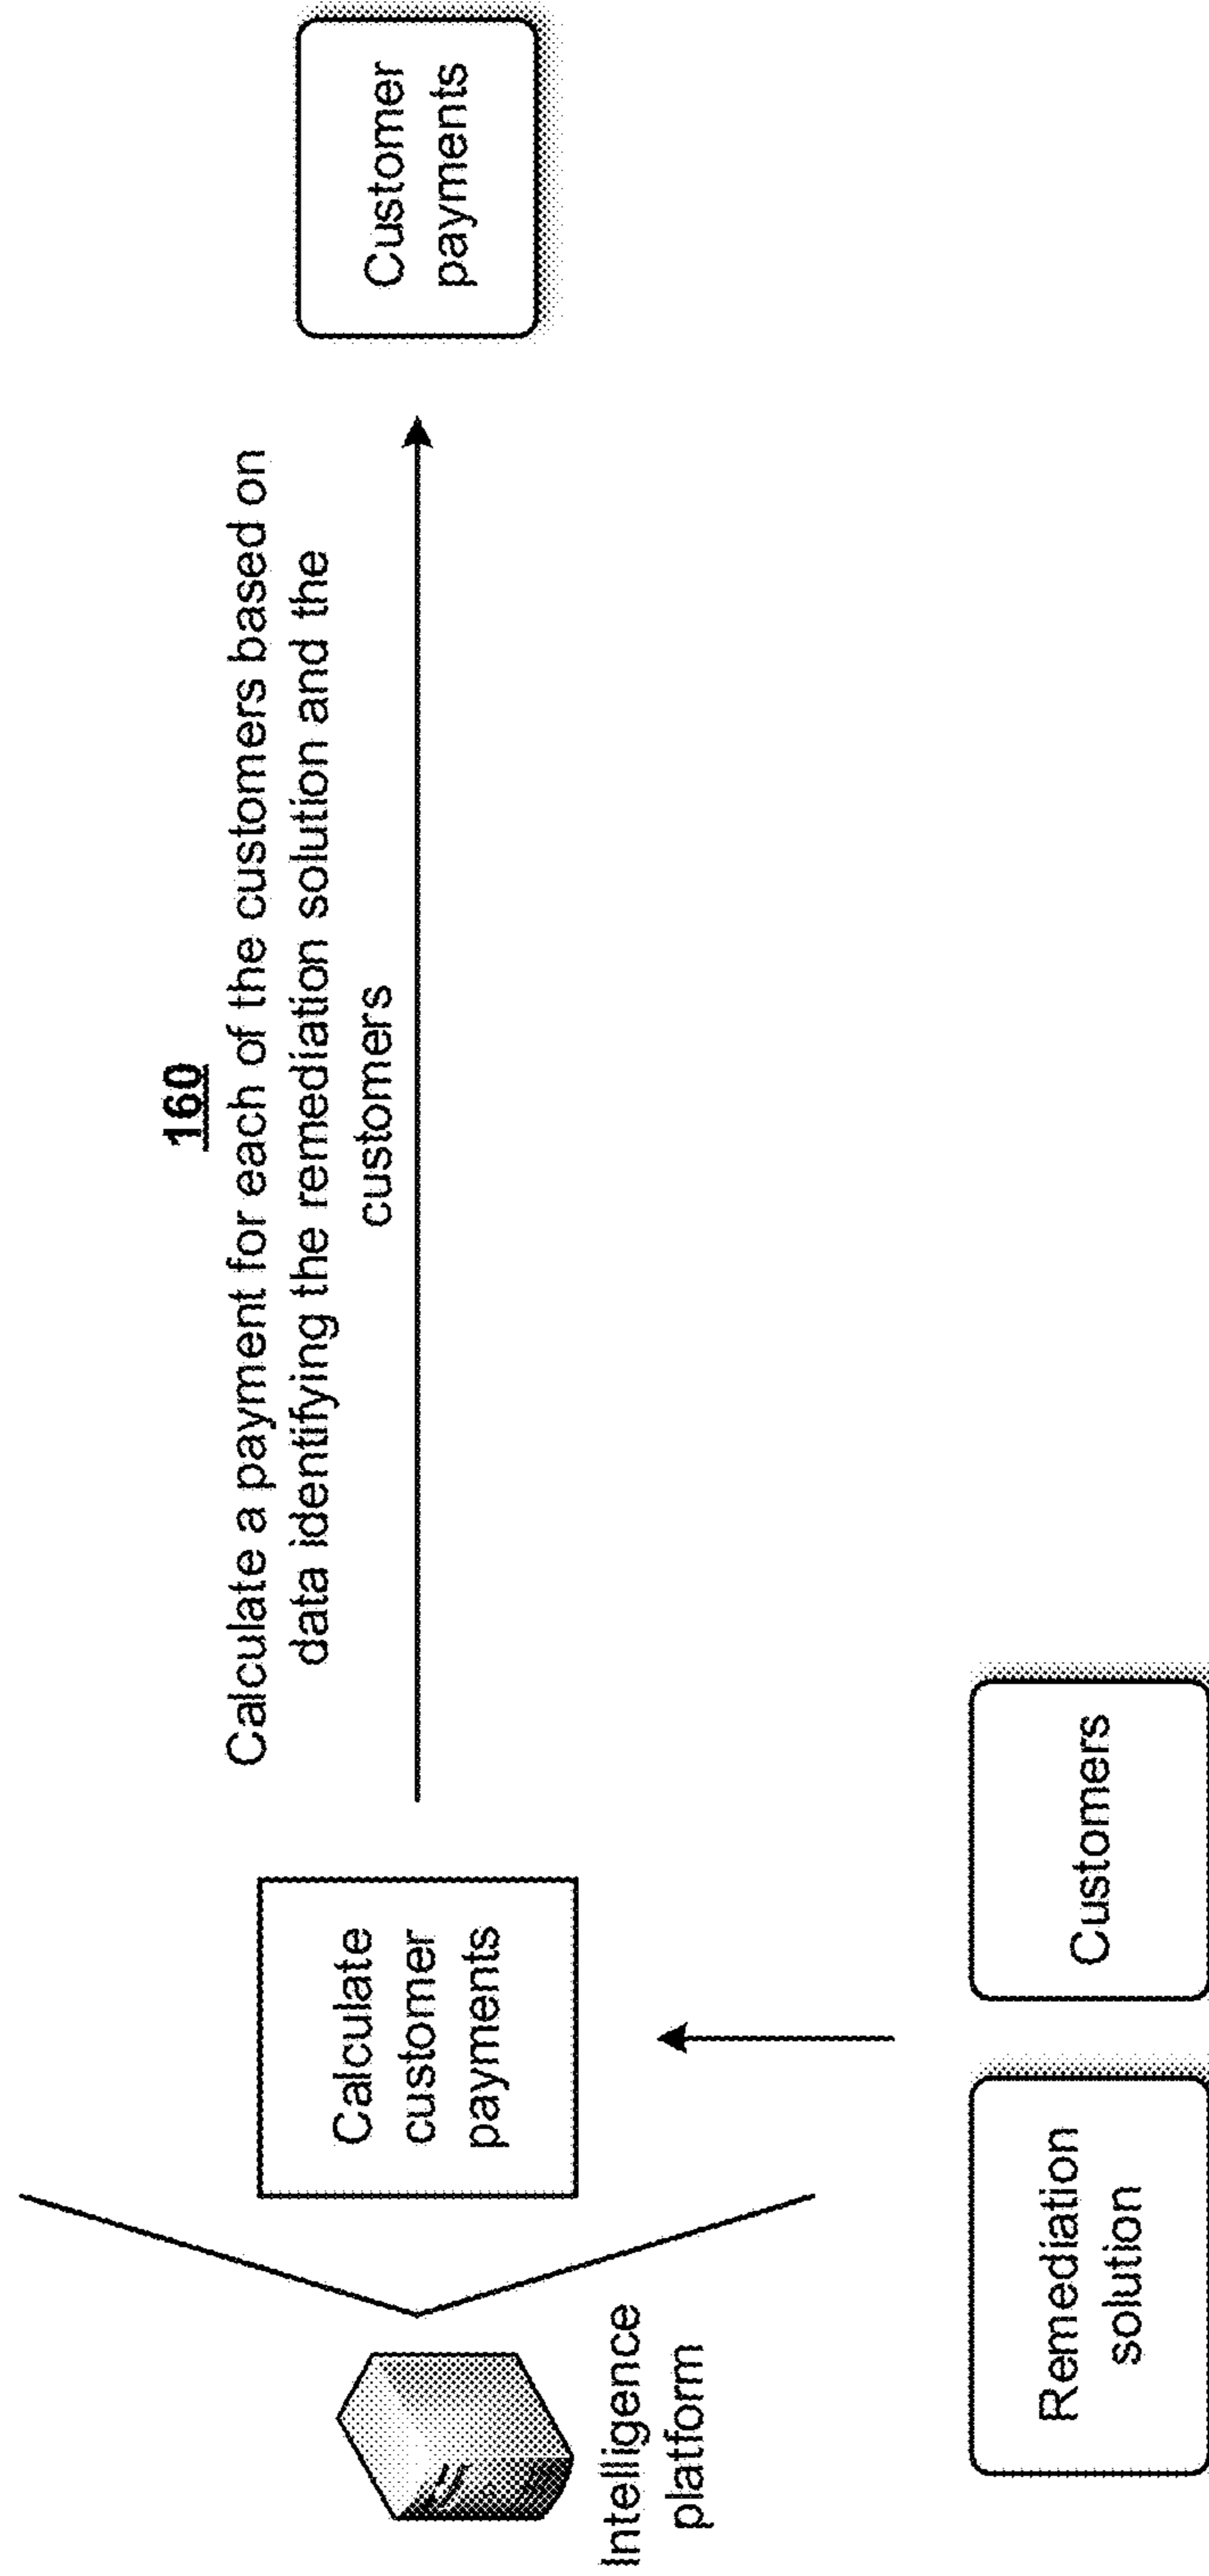 160
Calculate a payment for each of the customers based on
data identifying the remediation solution and the
customers
Intelligence
platform
Calculate
customer
payments
Customer
payments
Remediation
solution
Customers